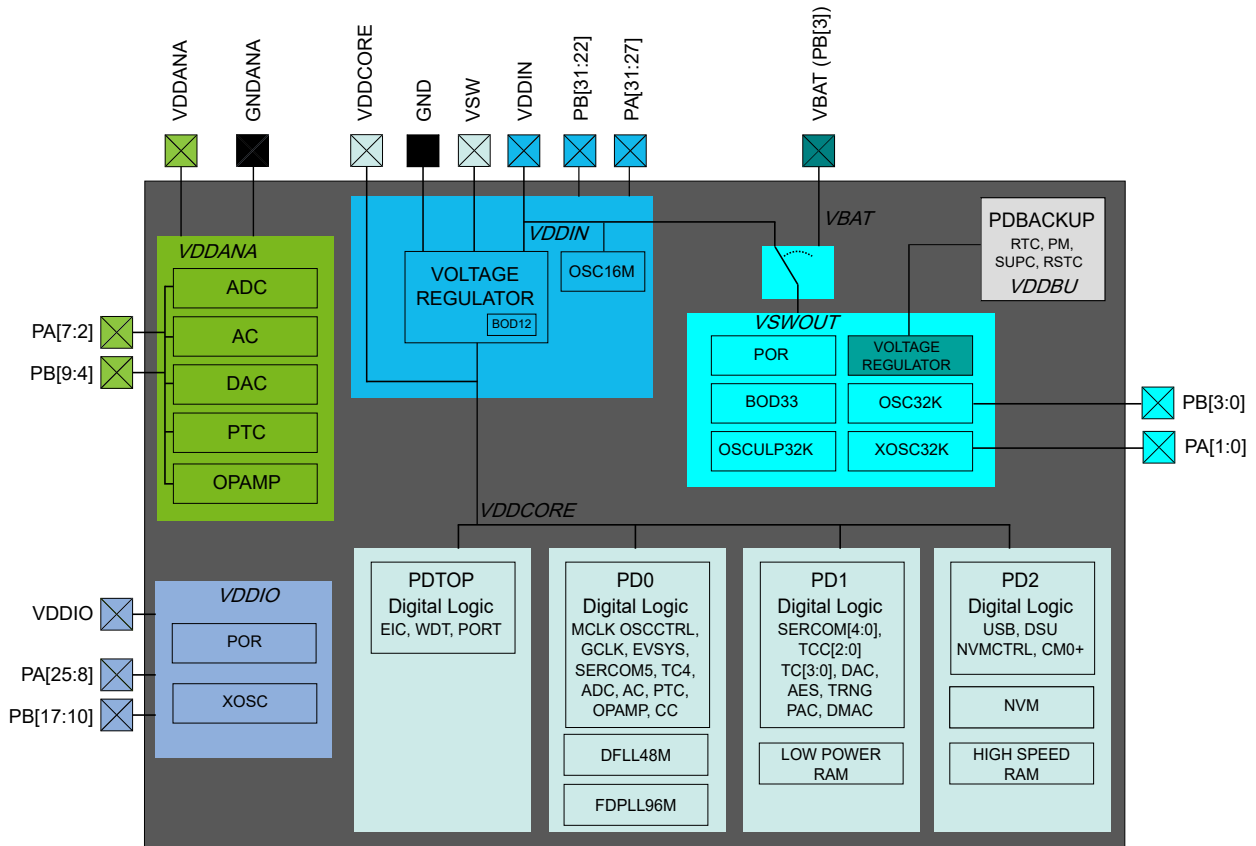 VDDANA
GNDANA
VDDCORE
GND
VSW
VDDIN
PB[31:22]
PA[31:27]
VBAT (PB[3])
VDDANA
ADC
AC
DAC
PTC
OPAMP
PA[7:2]
PB[9:4]
VDDIN
VOLTAGE
REGULATOR
BOD12
OSC16M
VBAT
PDBACKUP
RTC, PM,
SUPC, RSTC
VDDBU
VSWOUT
POR
VOLTAGE
REGULATOR
BOD33
OSC32K
OSCULP32K
XOSC32K
PB[3:0]
PA[1:0]
VDDCORE
VDDIO
POR
XOSC
VDDIO
PA[25:8]
PB[17:10]
PDTOP
Digital Logic
EIC, WDT, PORT
PD0
Digital Logic
MCLK OSCCTRL,
GCLK, EVSYS,
SERCOM5, TC4,
ADC, AC, PTC,
OPAMP, CC
DFLL48M
FDPLL96M
PD1
Digital Logic
SERCOM[4:0],
TCC[2:0]
TC[3:0], DAC,
AES, TRNG
PAC, DMAC
LOW POWER
RAM
PD2
Digital Logic
USB, DSU
NVMCTRL, CM0+
NVM
HIGH SPEED
RAM